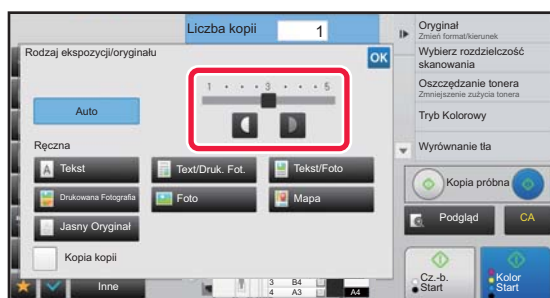 Liczba kopii 1
Rodzaj ekspozycji/oryginału
OK
1 3 5
Auto
Ręczna
Tekst
Text/Druk. Fot.
Tekst/Foto
Drukowana Fotografia
Foto
Mapa
Jasny Oryginał
Kopia kopii
Inne
3 B4
4 A3
A4
Oryginał
Zmień format/kierunek
Wybierz rozdzielczość
skanowania
Oszczędzanie tonera
Zmniejszenie zużycia tonera
Tryb Kolorowy
Wyrównanie tła
Kopia próbna
Podgląd
CA
Cz.-b.
Start
Kolor
Start